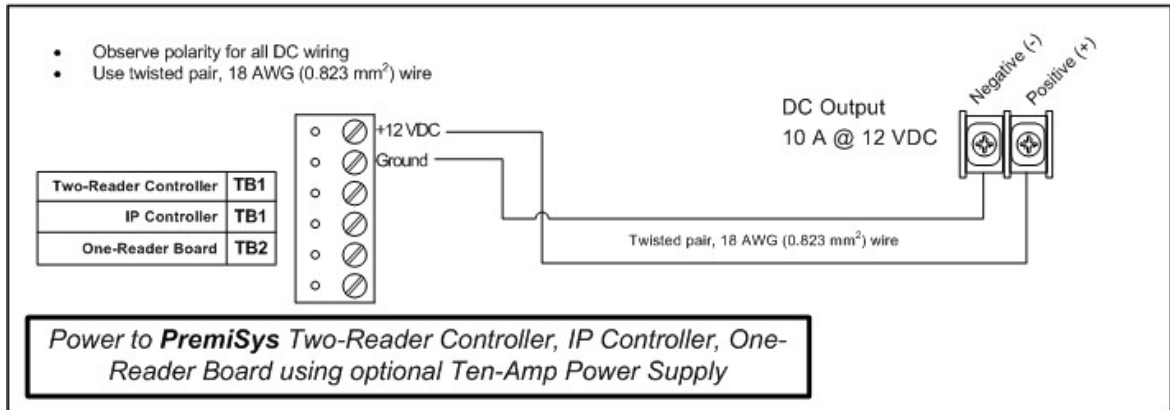 • Observe polarity for all DC wiring
• Use twisted pair, 18 AWG (0.823 mm²) wire
+12 VDC
Ground
Two-Reader Controller TB1
IP Controller TB1
One-Reader Board TB2
DC Output
10 A @ 12 VDC
Negative (-)
Positive (+)
Twisted pair, 18 AWG (0.823 mm²) wire
Power to PremiSys Two-Reader Controller, IP Controller, One-
Reader Board using optional Ten-Amp Power Supply